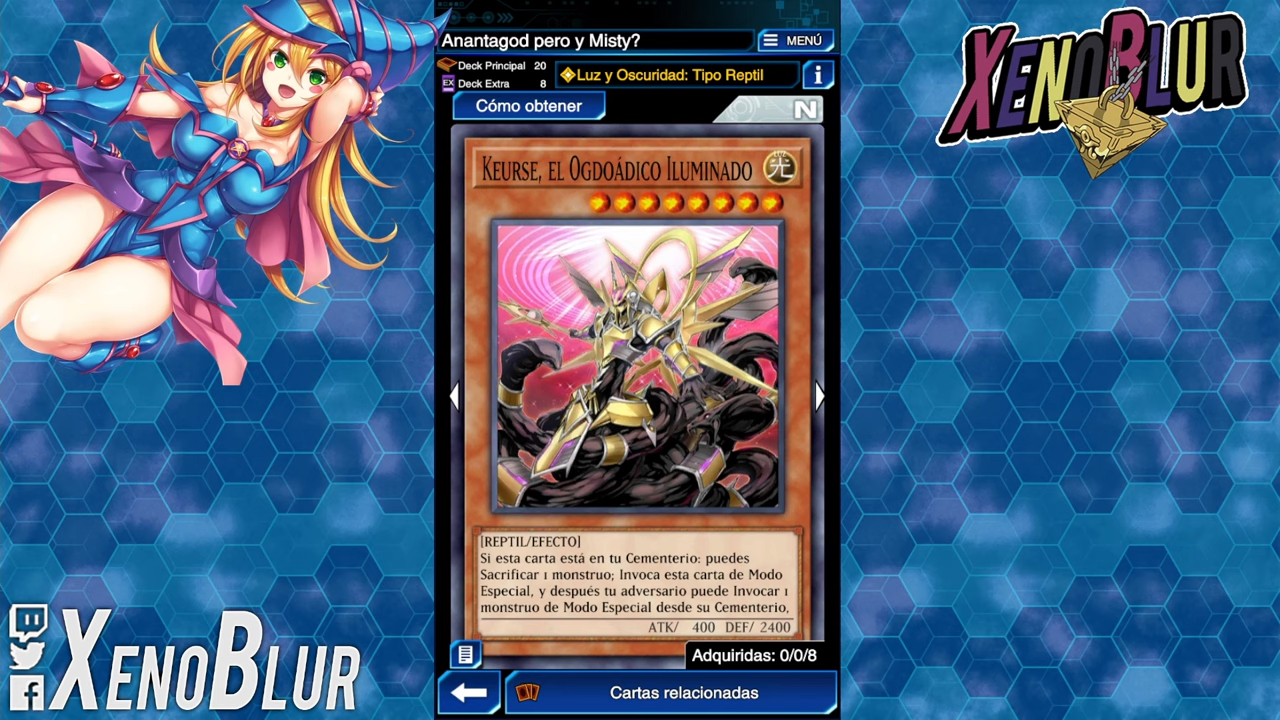 Anantagod pero y Misty?
MENÚ
Deck Principal 20
EX Deck Extra 8
Luz y Oscuridad: Tipo Reptil
i
Cómo obtener
N
KEURSE, EL OGDOÁDICO ILUMINADO
光
[REPTIL/EFECTO]
Si esta carta está en tu Cementerio: puedes
Sacrificar 1 monstruo; Invoca esta carta de Modo
Especial, y después tu adversario puede Invocar 1
monstruo de Modo Especial desde su Cementerio,
ATK/ 400 DEF/ 2400
Adquiridas: 0/0/8
Cartas relacionadas
XENOBLUR
XENOBLUR